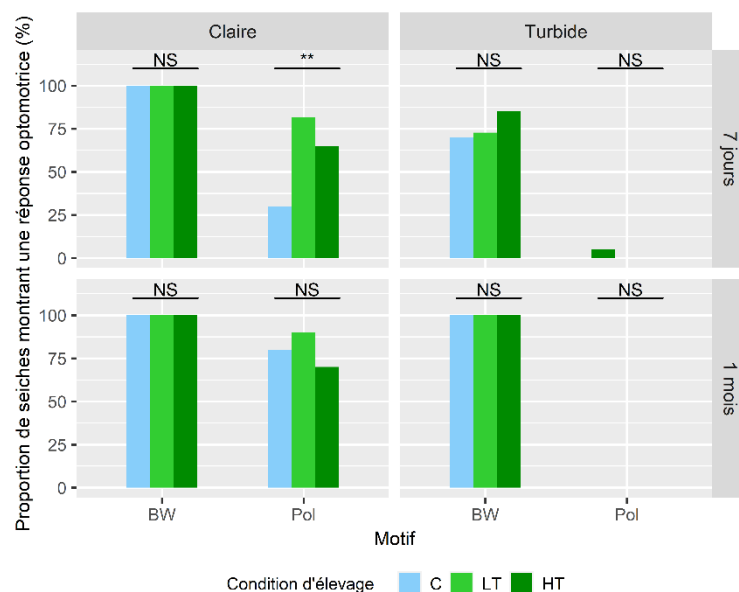 Claire
Turbide
Proportion de seiches montrant une réponse optomotrice (%)
NS
**
NS
NS
100
75
50
25
0
7 jours
NS
NS
NS
NS
100
75
50
25
0
1 mois
BW
Pol
BW
Pol
Motif
Condition d'élevage
C
LT
HT